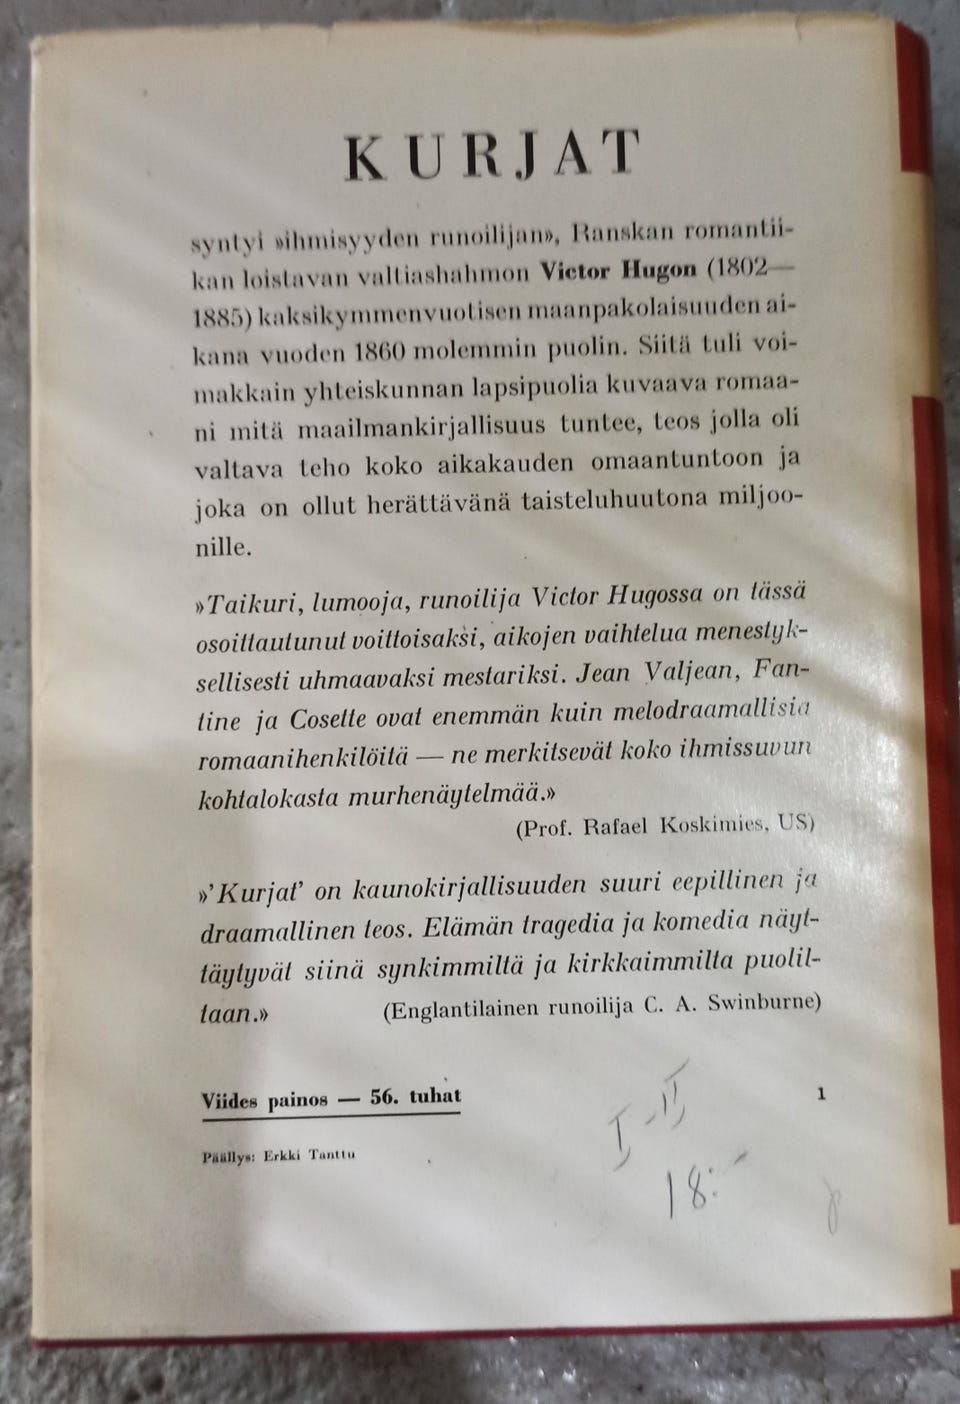 KURJAT
syntyi »ihmisyyden runoilijan», Ranskan romantii-
kan loistavan valtiashahmon Victor Hugon (1802—
1885) kaksikymmenvuotisen maanpakolaisuuden ai-
kana vuoden 1860 molemmin puolin. Siitä tuli voi-
makkain yhteiskunnan lapsipuolia kuvaava romaa-
ni mitä maailmankirjallisuus tuntee, teos jolla oli
valtava teho koko aikakauden omaantuntoon ja
joka on ollut herättävänä taisteluhuutona miljoo-
nille.
»Taikuri, lumooja, runoilija Victor Hugossa on tässä
osoittautunut voittoisaksi, aikojen vaihtelua menestyk-
sellisesti uhmaavaksi mestariksi. Jean Valjean, Fan-
tine ja Cosette ovat enemmän kuin melodraamallisia
romaanihenkilöitä — ne merkitsevät koko ihmissuvun
kohtalokasta murhenäytelmää.»
(Prof. Rafael Koskimies, US)
»'Kurjat' on kaunokirjallisuuden suuri eepillinen ja
draamallinen teos. Elämän tragedia ja komedia näyt-
täytyvät siinä synkimmiltä ja kirkkaimmilta puolil-
taan.» (Englantilainen runoilija C. A. Swinburne)
Viides painos — 56. tuhat 1
Päällys: Erkki Tanttu
I-II
18:-